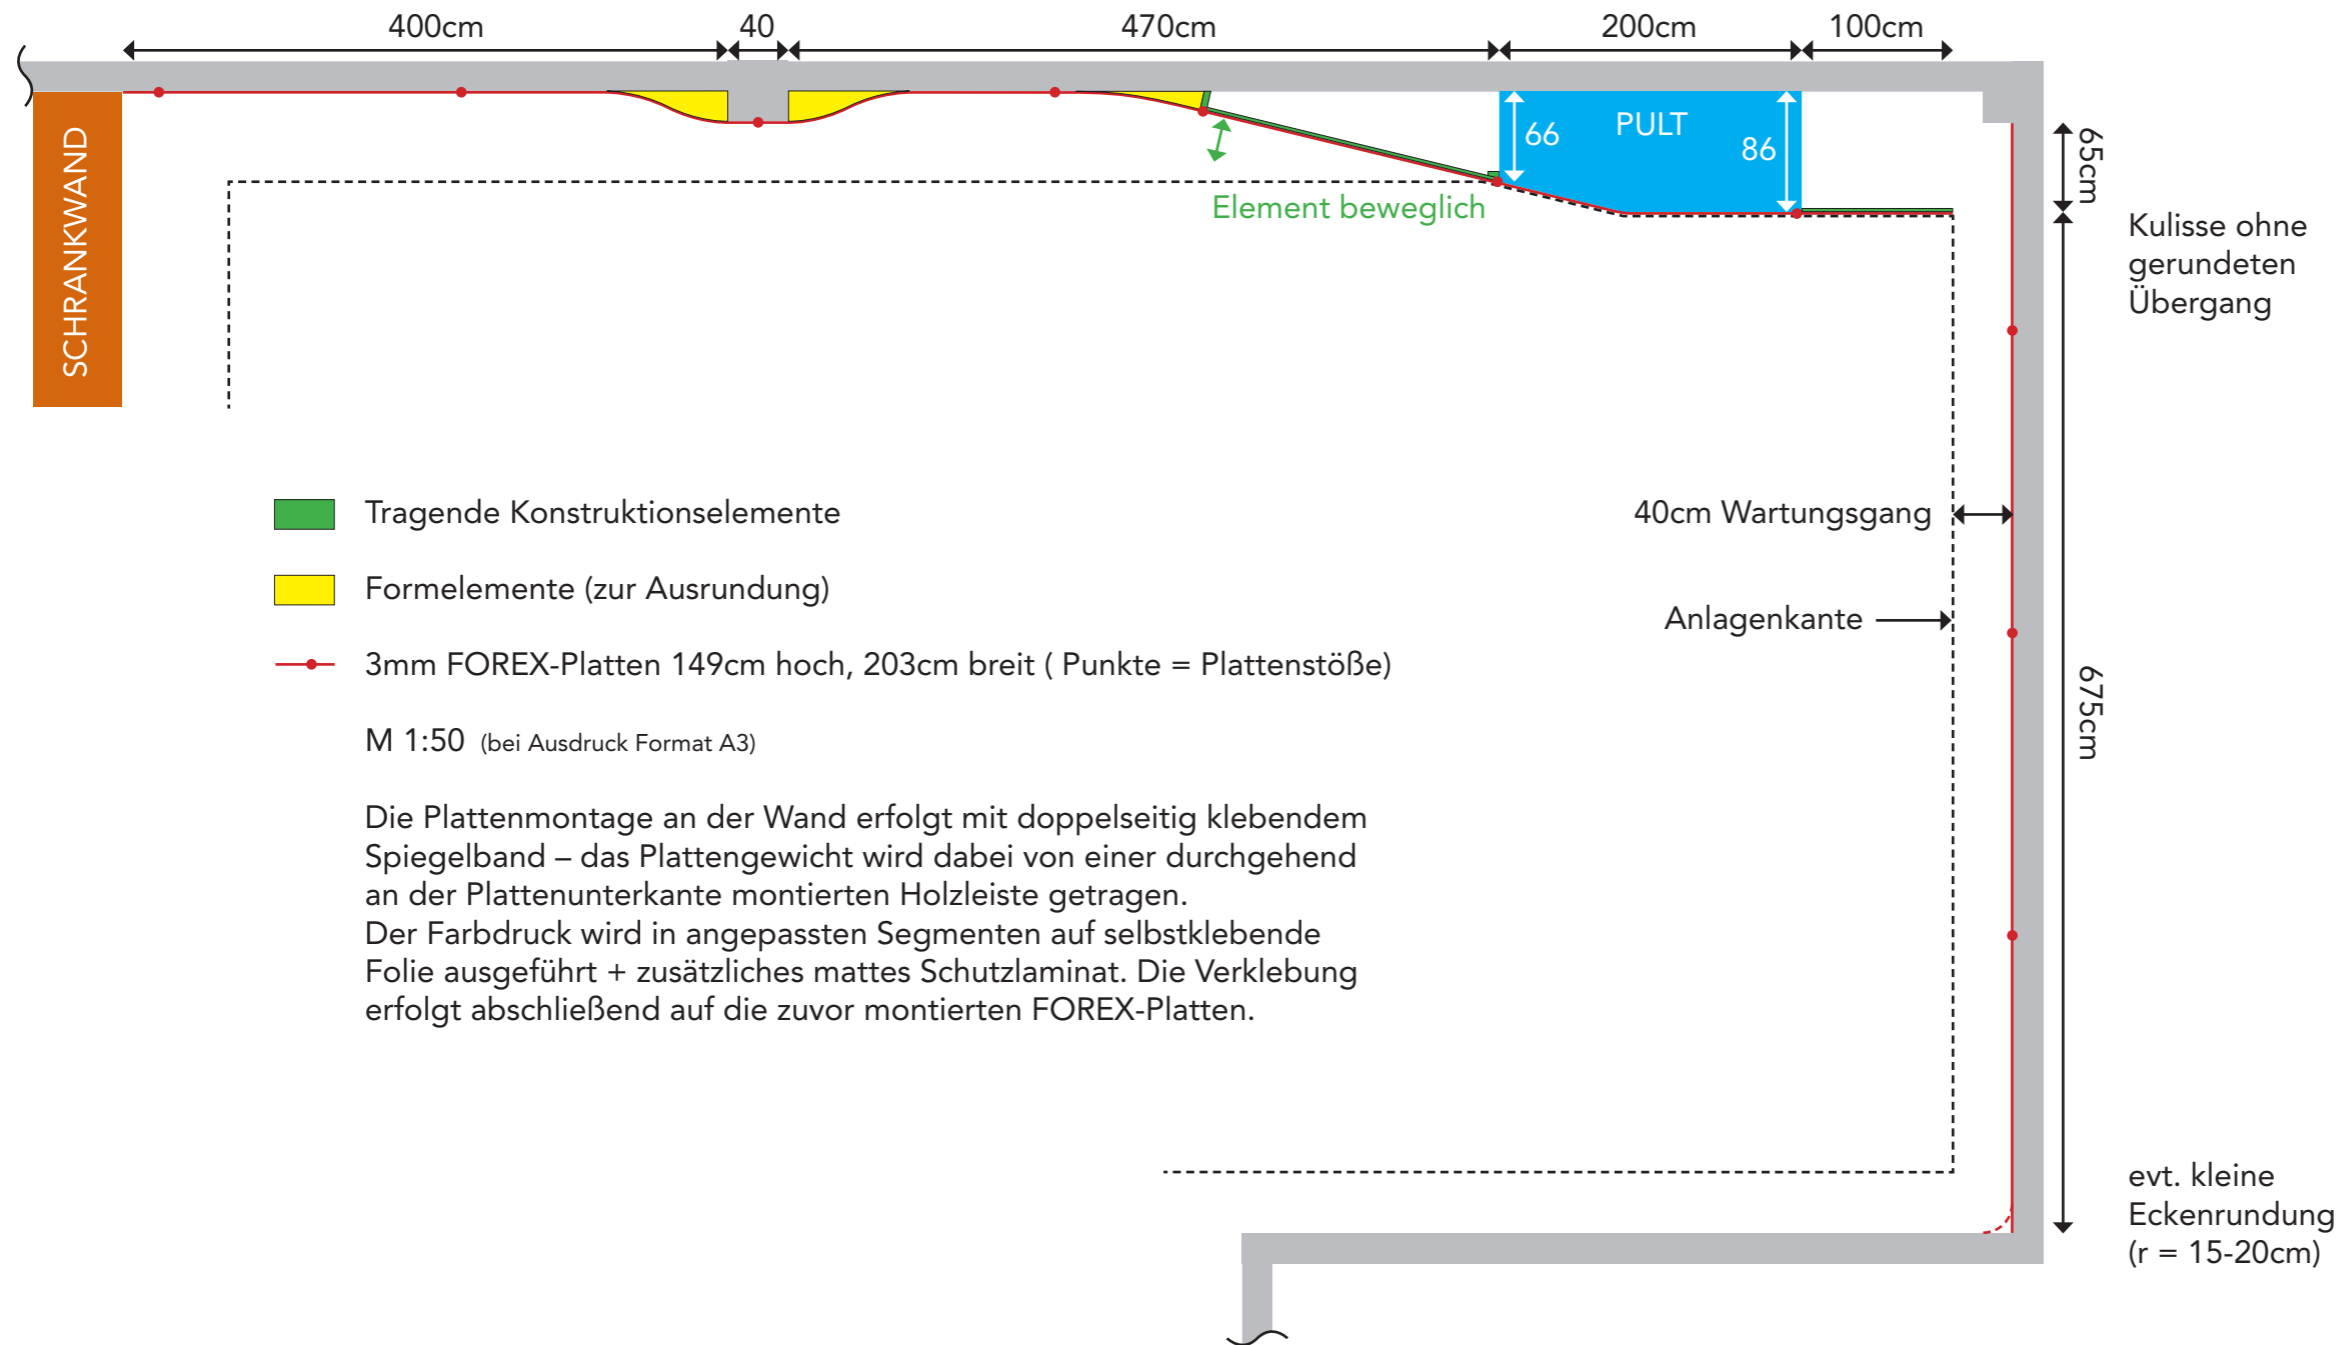 400cm
40
470cm
200cm
100cm
SCHRANKWAND
66
PULT
86
65cm
Element beweglich
Kulisse ohne
gerundeten
Übergang
Tragende Konstruktionselemente
40cm Wartungsgang
Formelemente (zur Ausrundung)
Anlagenkante
3mm FOREX-Platten 149cm hoch, 203cm breit ( Punkte = Plattenstöße)
675cm
M 1:50 (bei Ausdruck Format A3)
Die Plattenmontage an der Wand erfolgt mit doppelseitig klebendem
Spiegelband – das Plattengewicht wird dabei von einer durchgehend
an der Plattenunterkante montierten Holzleiste getragen.
Der Farbdruck wird in angepassten Segmenten auf selbstklebende
Folie ausgeführt + zusätzliches mattes Schutzlaminat. Die Verklebung
erfolgt abschließend auf die zuvor montierten FOREX-Platten.
evt. kleine
Eckenrundung
(r = 15-20cm)